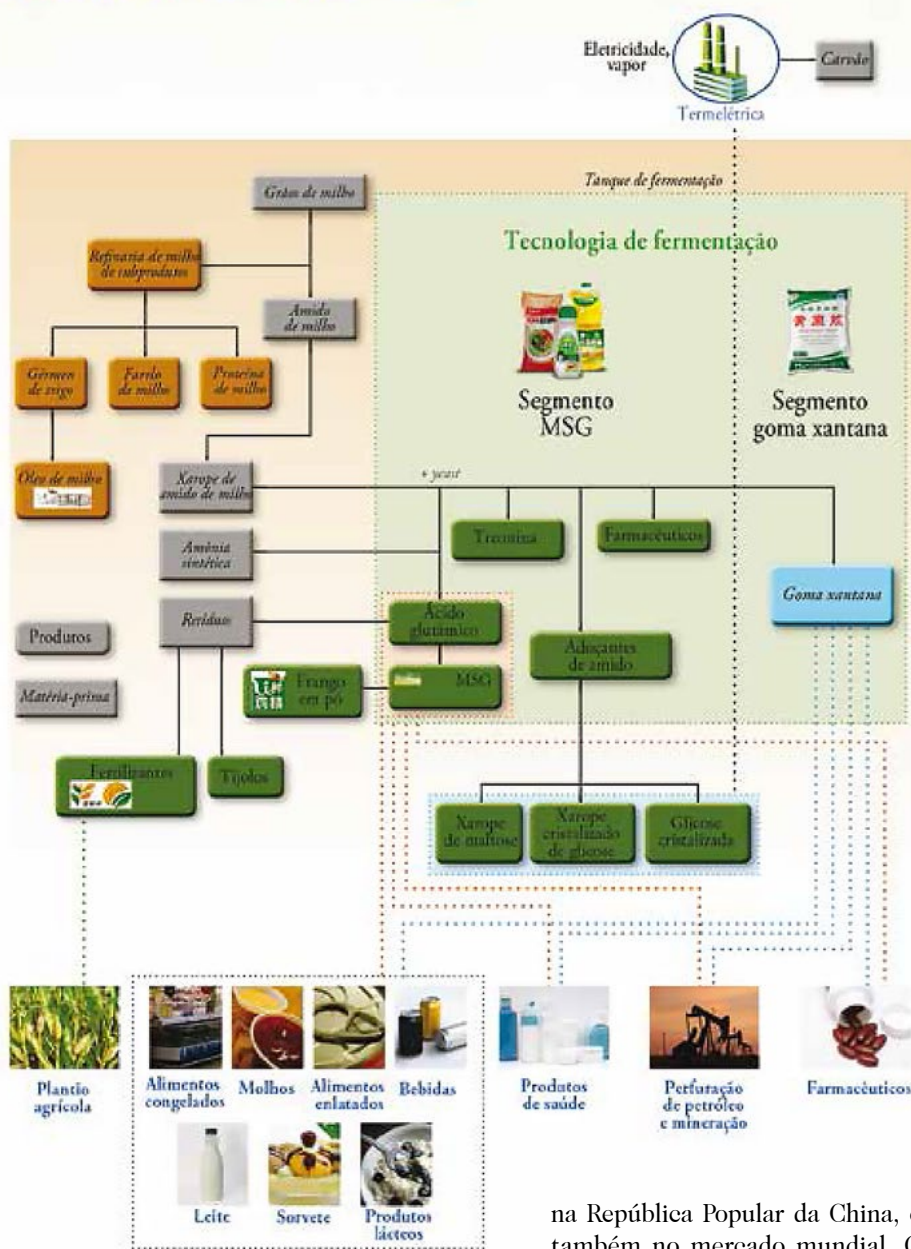 Eletricidade,
vapor
Carvão
Termelétrica
Tanque de fermentação
Grãos de milho
Tecnologia de fermentação
Refinaria de milho
de subprodutos
Amido
de milho
Gérmen
de trigo
Farelo
de milho
Proteína
de milho
Segmento
MSG
Segmento
goma xantana
Óleo de milho
Xarope de
amido de milho
+ yeast
Treonina
Farmacêuticos
Amônia
sintética
Goma xantana
Resíduos
Ácido
glutâmico
Produtos
Adoçantes
de amido
Frango
em pó
MSG
Matéria-prima
Fertilizantes
Tijolos
Xarope
de maltose
Xarope
cristalizado
de glicose
Glicose
cristalizada
Plantio
agrícola
Alimentos
congelados
Molhos
Alimentos
enlatados
Bebidas
Produtos
de saúde
Perfuração
de petróleo
e mineração
Farmacêuticos
Leite
Sorvete
Produtos
lácteos
na República Popular da China,
também no mercado mundial.